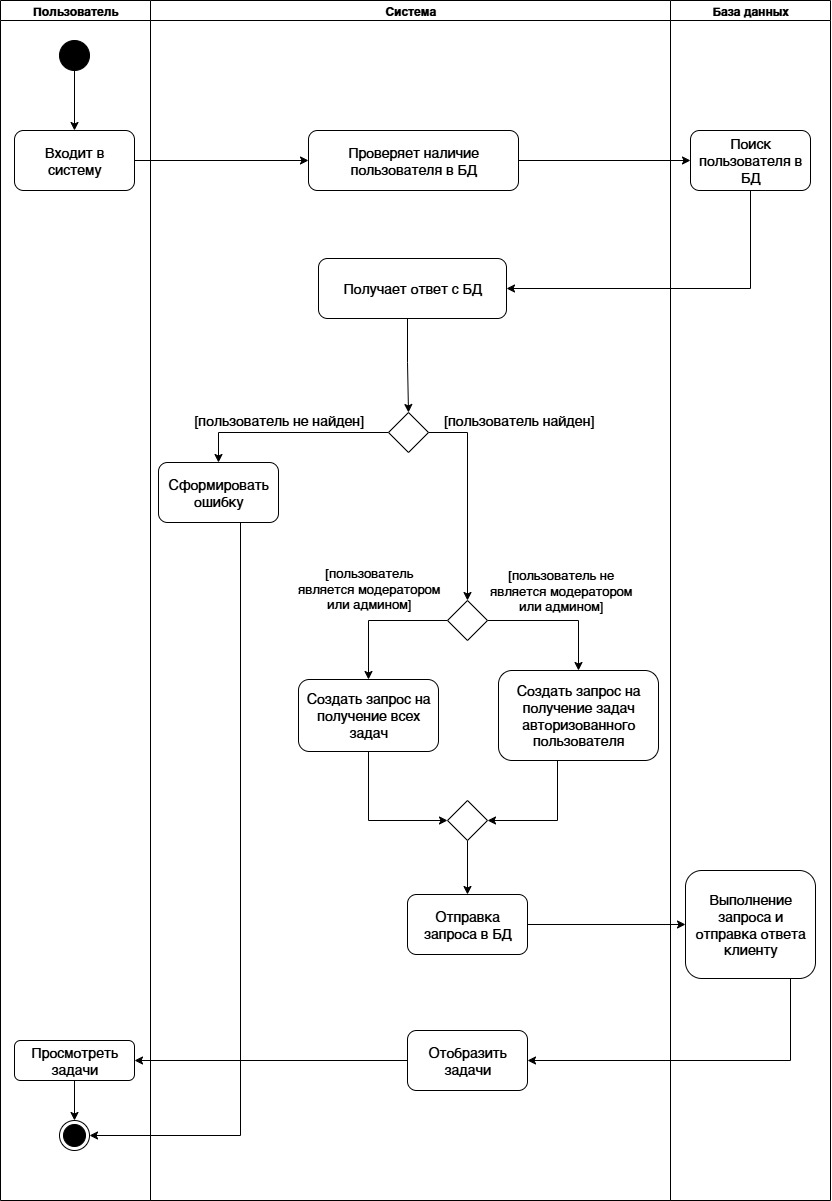 Пользователь
Система
База данных
Входит в
систему
Проверяет наличие
пользователя в БД
Поиск
пользователя в
БД
Получает ответ с БД
[пользователь не найден]
[пользователь найден]
Сформировать
ошибку
[пользователь
является модератором
или админом]
[пользователь не
является модератором
или админом]
Создать запрос на
получение всех
задач
Создать запрос на
получение задач
авторизованного
пользователя
Отправка
запроса в БД
Выполнение
запроса и
отправка ответа
клиенту
Просмотреть
задачи
Отобразить
задачи